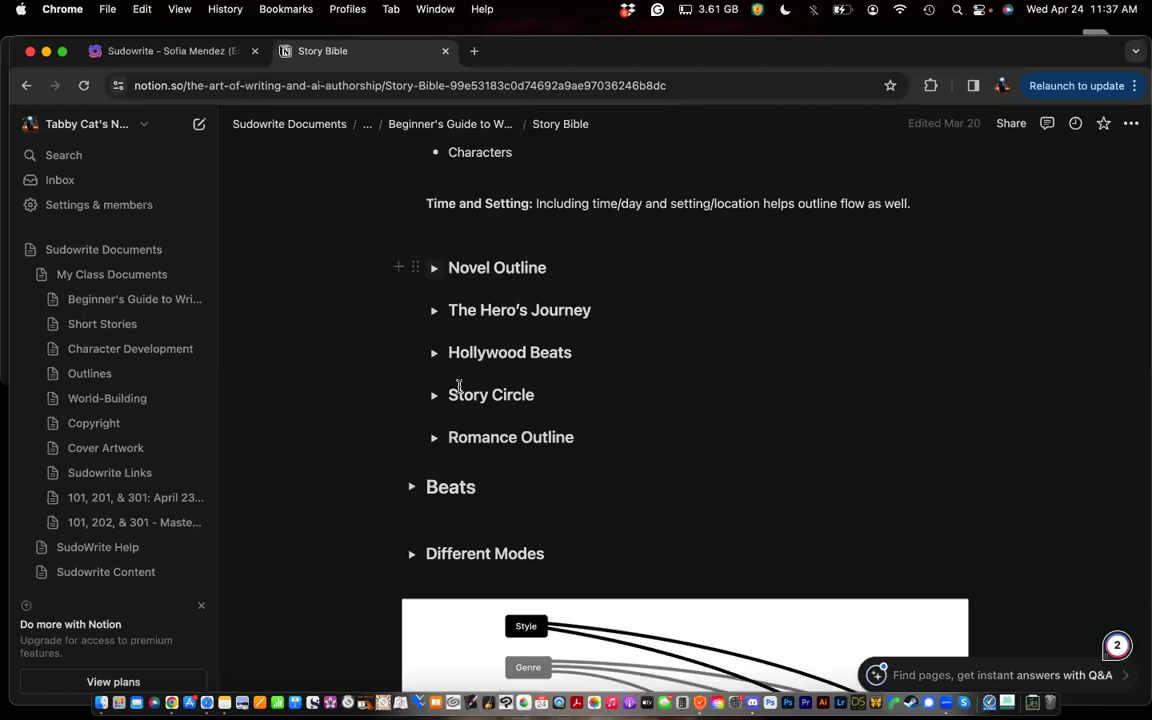 Chrome File Edit View History Bookmarks Profiles Tab Window Help 3.61 GB Wed Apr 24 11:37 AM
Sudowrite - Sofia Mendez (E
Story Bible
notion.so/the-art-of-writing-and-ai-authorship/Story-Bible-99e53183c0d74692a9ae97036246b8dc
Relaunch to update
Tabby Cat's N...
Sudowrite Documents / ... / Beginner's Guide to W... / Story Bible
Edited Mar 20 Share
Search
Inbox
Settings & members
Sudowrite Documents
My Class Documents
Beginner's Guide to Wri...
Short Stories
Character Development
Outlines
World-Building
Copyright
Cover Artwork
Sudowrite Links
101, 201, & 301: April 23...
101, 202, & 301 - Maste...
SudoWrite Help
Sudowrite Content
Do more with Notion
Upgrade for access to premium
features.
View plans
• Characters
Time and Setting: Including time/day and setting/location helps outline flow as well.
Novel Outline
The Hero’s Journey
Hollywood Beats
Story Circle
Romance Outline
Beats
Different Modes
Style
Genre
2
Find pages, get instant answers with Q&A